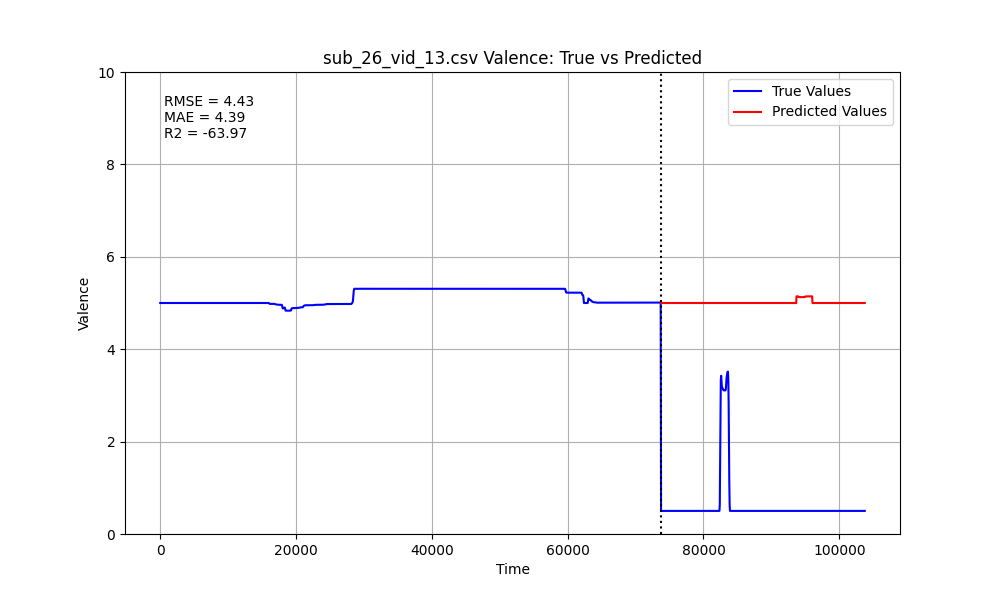 sub_26_vid_13.csv Valence: True vs Predicted
RMSE = 4.43
MAE = 4.39
R2 = -63.97
True Values
Predicted Values
10
8
6
4
2
0
Valence
0
20000
40000
60000
80000
100000
Time